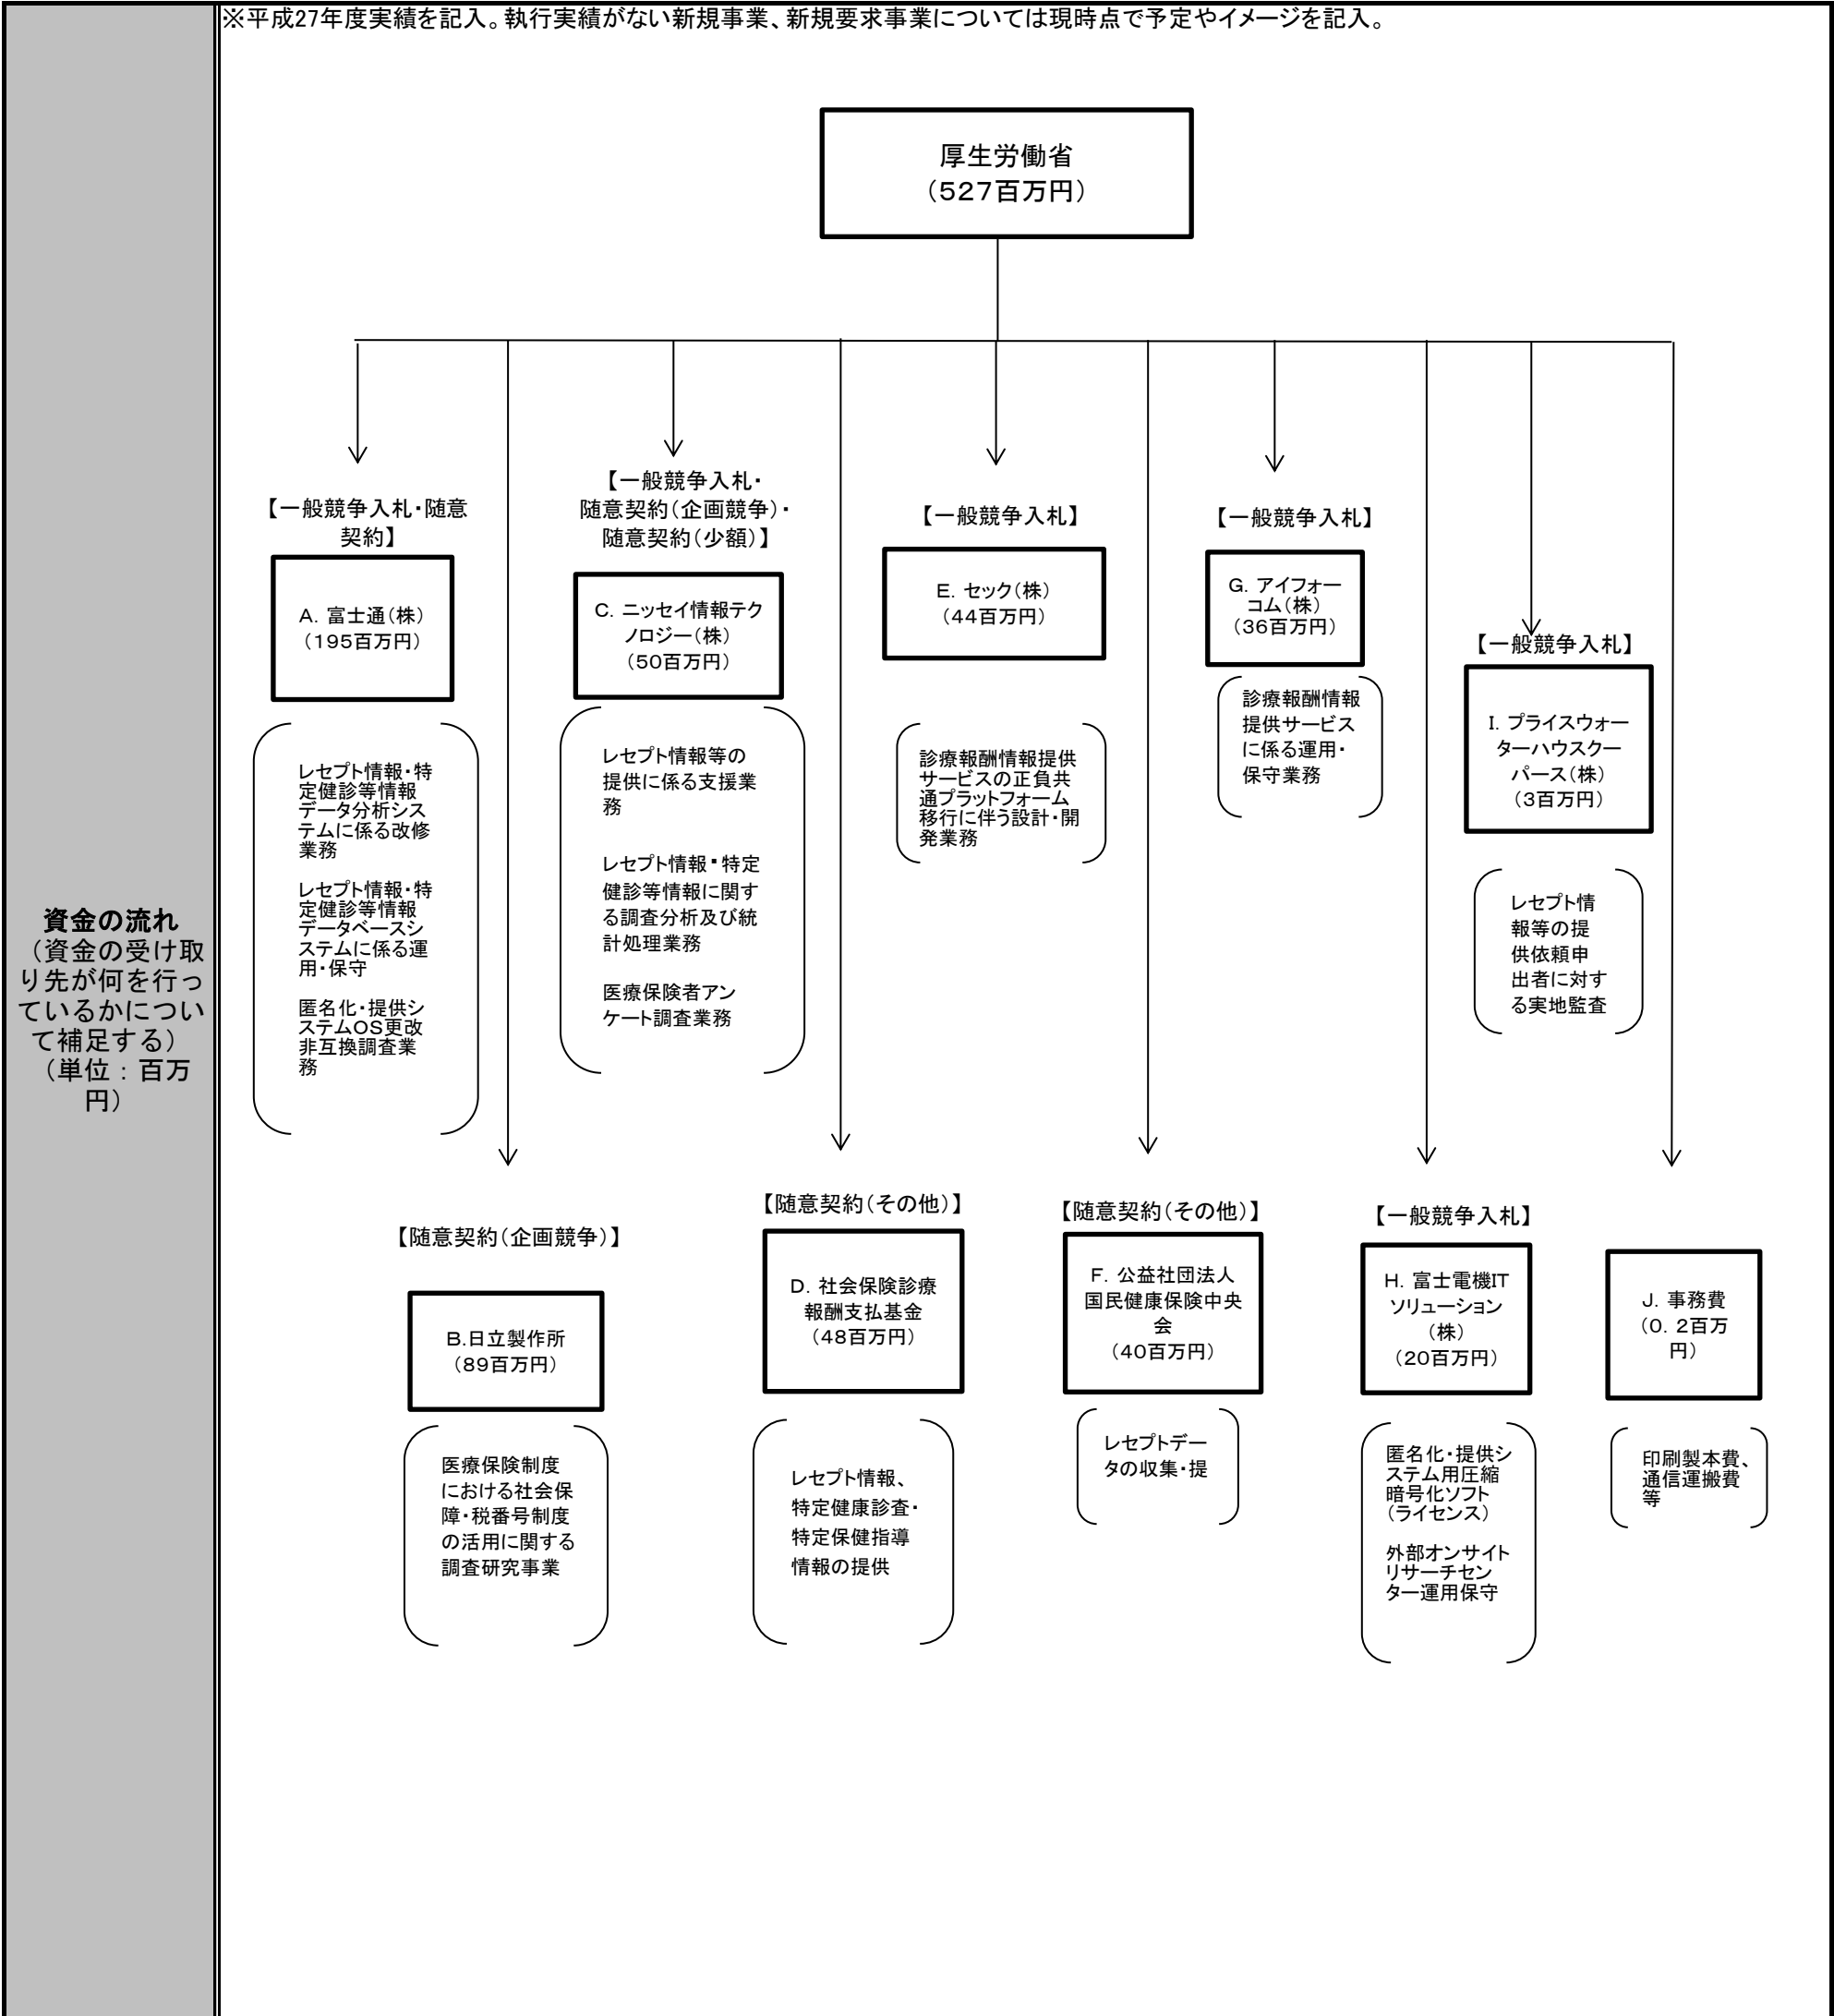 ※平成27年度実績を記入。執行実績がない新規事業、新規要求事業については現時点で予定やイメージを記入。
資金の流れ
（資金の受け取
り先が何を行っ
ているかについ
て補足する）
（単位：百万
円）
厚生労働省
（527百万円）
【一般競争入札・随意
契約】
A. 富士通（株）
（195百万円）
レセプト情報・特
定健診等情報
データ分析シス
テムに係る改修
業務
レセプト情報・特
定健診等情報
データベースシ
ステムに係る運
用・保守
匿名化・提供シ
ステムOS更改
非互換調査業
務
【一般競争入札・
随意契約（企画競争）・
随意契約（少額）】
C. ニッセイ情報テク
ノロジー（株）
（50百万円）
レセプト情報等の
提供に係る支援業
務
レセプト情報・特定
健診等情報に関す
る調査分析及び統
計処理業務
医療保険者アン
ケート調査業務
【一般競争入札】
E. セック（株）
（44百万円）
診療報酬情報提供
サービスの正負共
通プラットフォーム
移行に伴う設計・開
発業務
【一般競争入札】
G. アイフォー
コム（株）
（36百万円）
診療報酬情報
提供サービス
に係る運用・
保守業務
【一般競争入札】
I. プライスウォー
ターハウスクー
パース（株）
（3百万円）
レセプト情
報等の提
供依頼申
出者に対す
る実地監査
【随意契約（企画競争）】
B.日立製作所
（89百万円）
医療保険制度
における社会保
障・税番号制度
の活用に関する
調査研究事業
【随意契約（その他）】
D. 社会保険診療
報酬支払基金
（48百万円）
レセプト情報、
特定健康診査・
特定保健指導
情報の提供
【随意契約（その他）】
F. 公益社団法人
国民健康保険中央
会
（40百万円）
レセプトデー
タの収集・提
【一般競争入札】
H. 富士電機IT
ソリューション
（株）
（20百万円）
匿名化・提供シ
ステム用圧縮
暗号化ソフト
（ライセンス）
外部オンサイト
リサーチセン
ター運用保守
J. 事務費
（0. 2百万
円）
印刷製本費、
通信運搬費
等